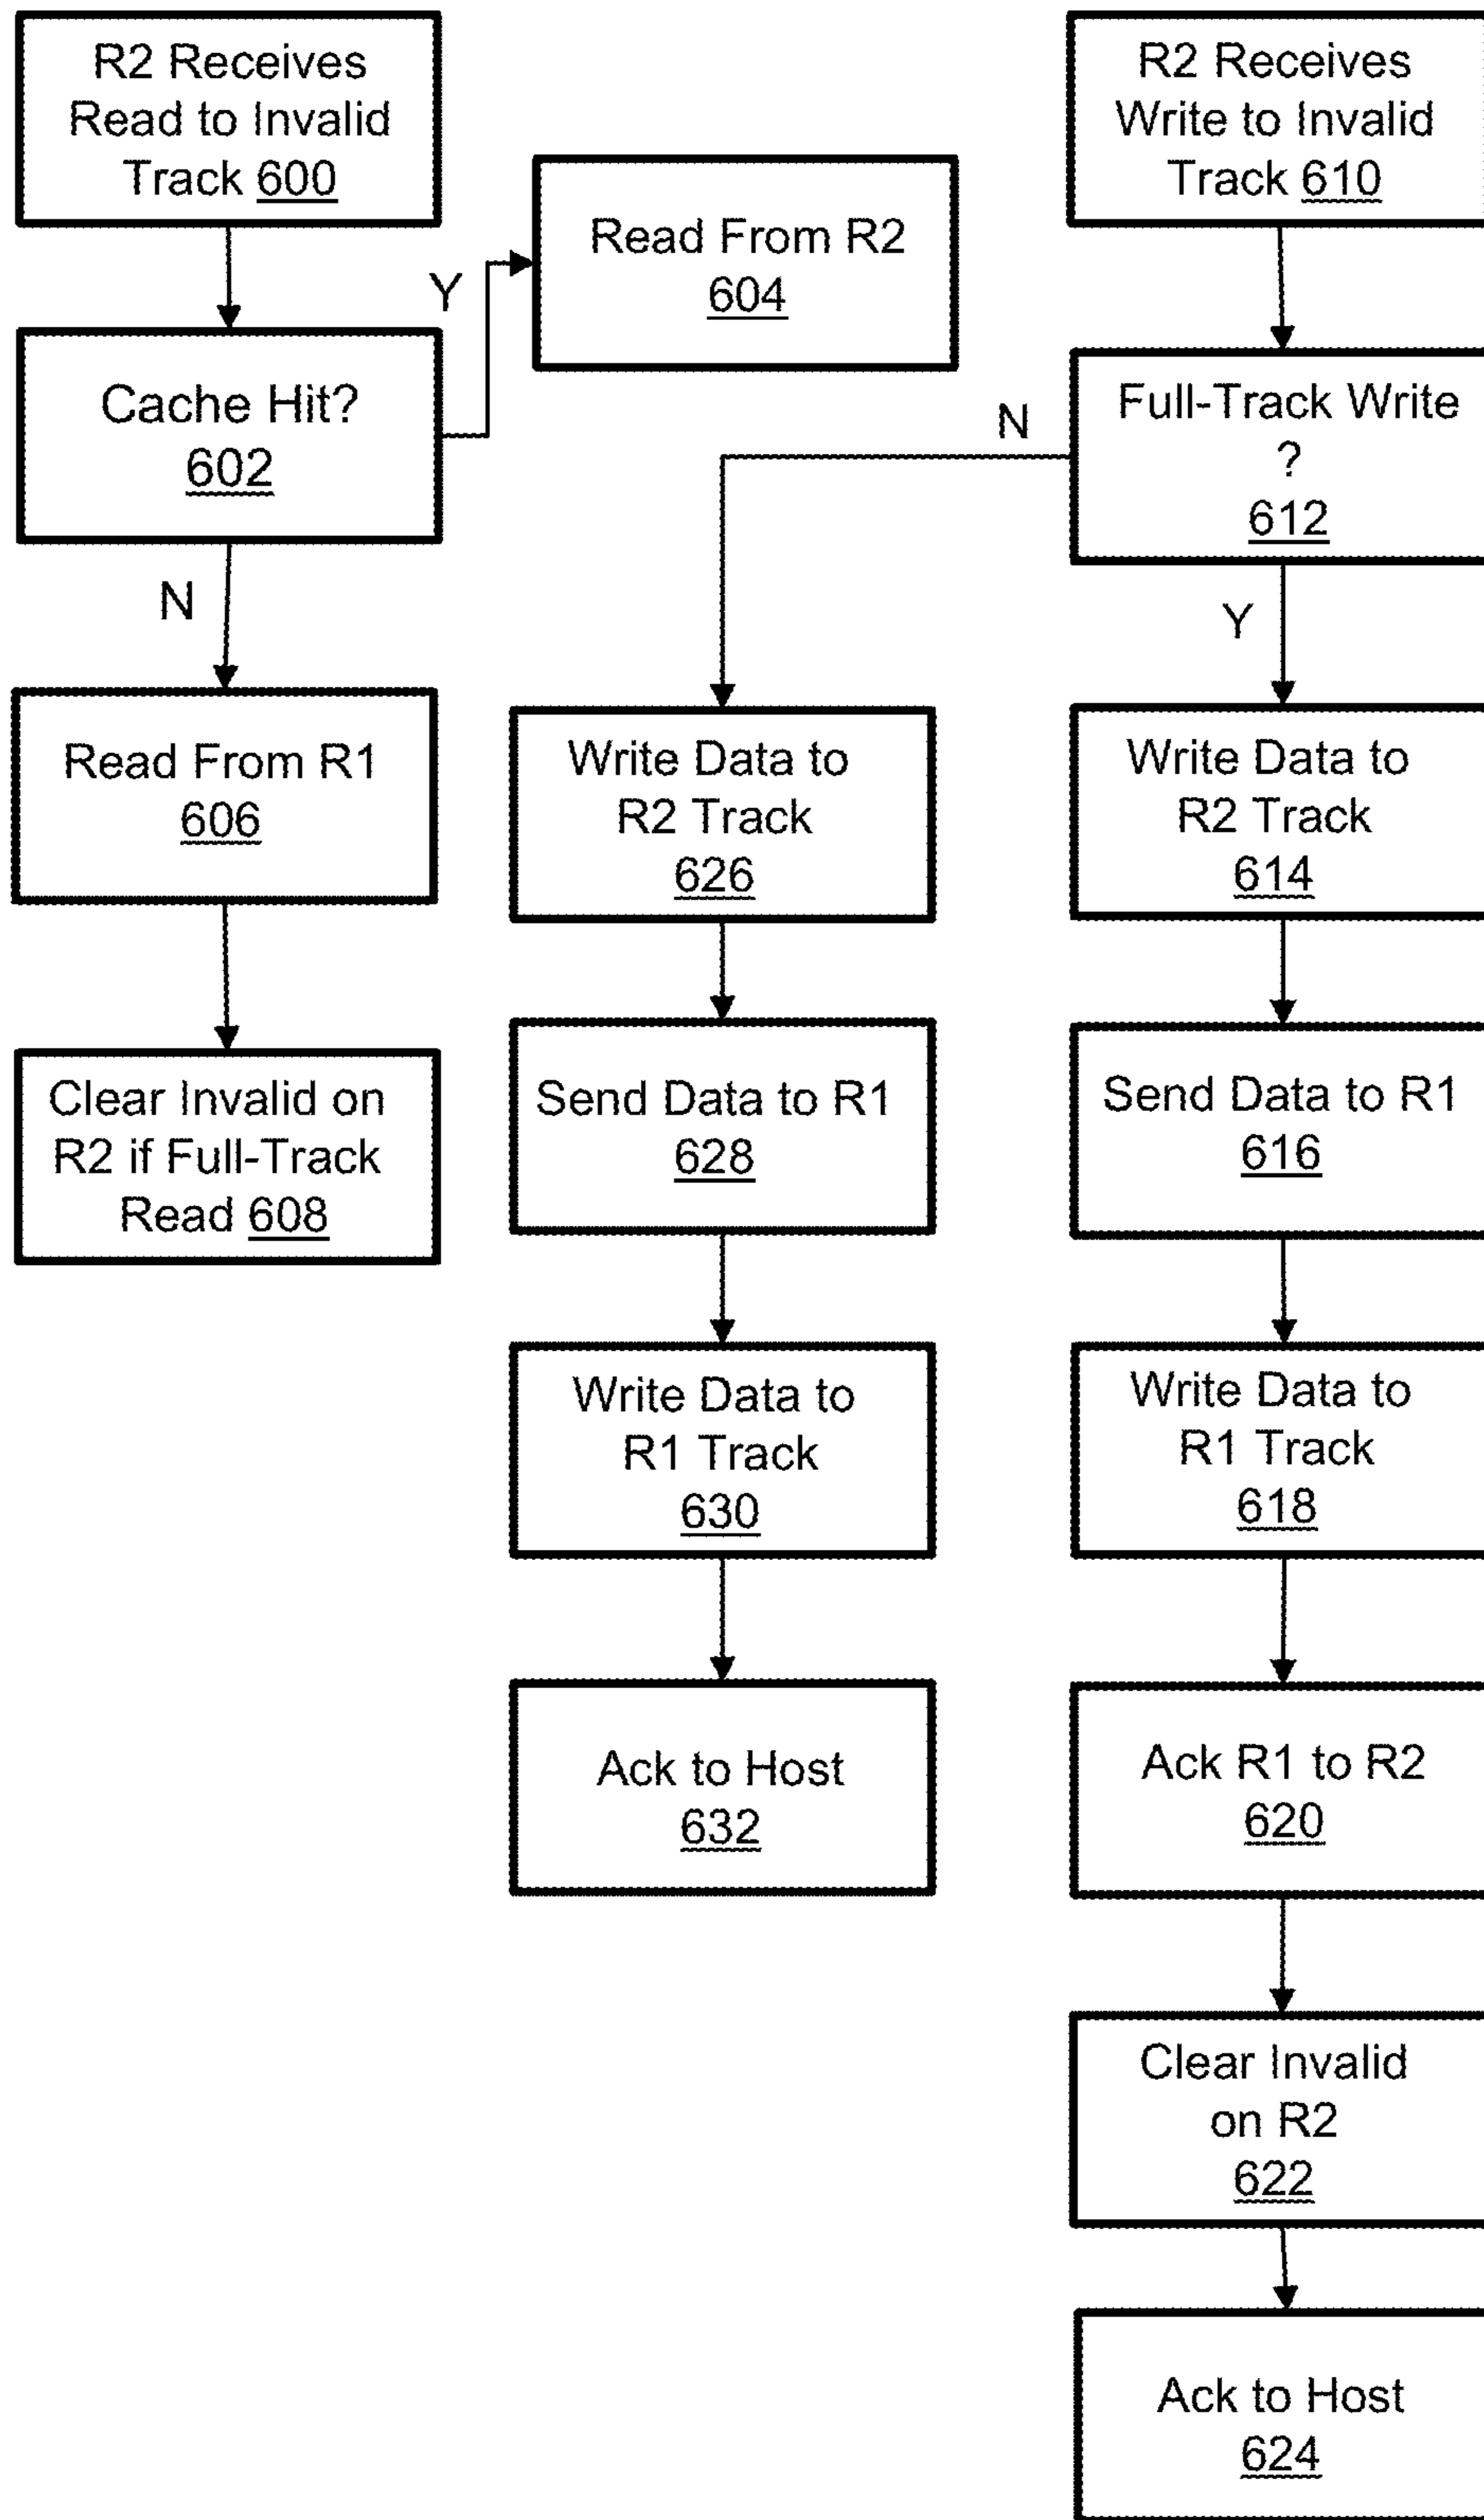 R2 Receives
Read to Invalid
Track 600
Cache Hit?
602
Y
Read From R2
604
N
Read From R1
606
Clear Invalid on
R2 if Full-Track
Read 608
R2 Receives
Write to Invalid
Track 610
Full-Track Write
?
612
N
Y
Write Data to
R2 Track
626
Send Data to R1
628
Write Data to
R1 Track
630
Ack to Host
632
Write Data to
R2 Track
614
Send Data to R1
616
Write Data to
R1 Track
618
Ack R1 to R2
620
Clear Invalid
on R2
622
Ack to Host
624